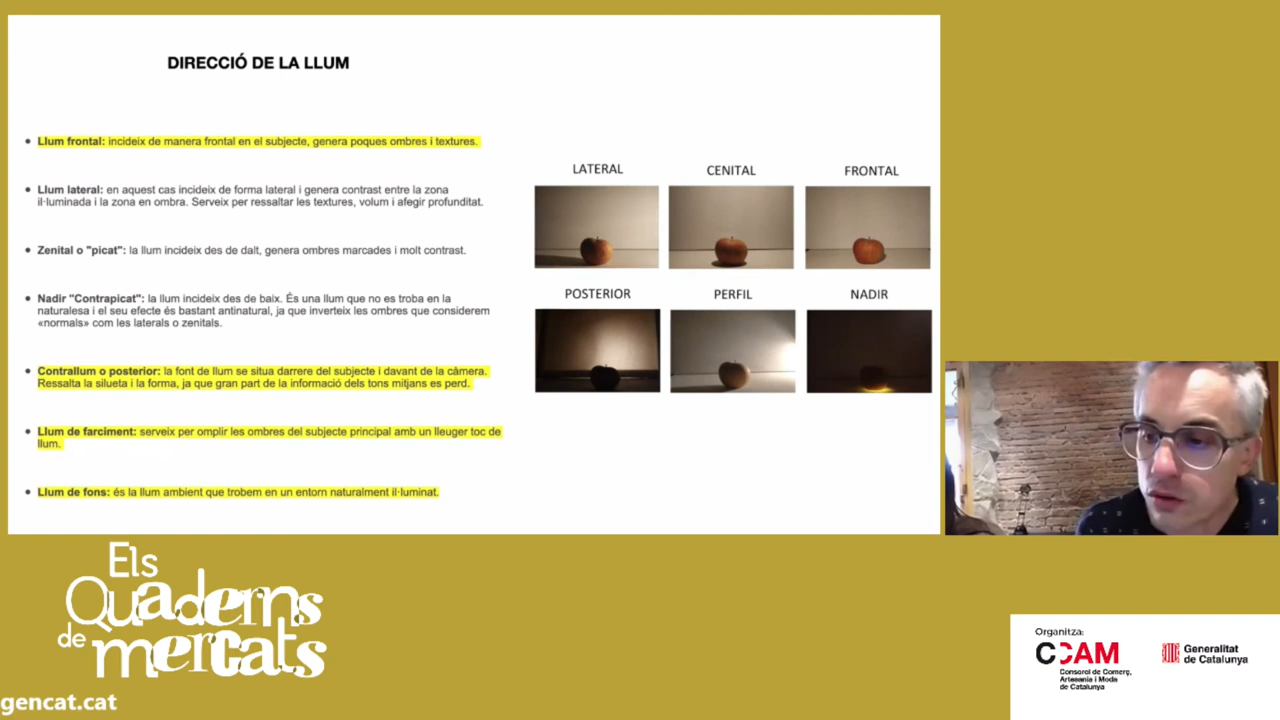 DIRECCIÓ DE LA LLUM
• Llum frontal: incideix de manera frontal en el subjecte, genera poques ombres i textures.
• Llum lateral: en aquest cas incideix de forma lateral i genera contrast entre la zona
il·luminada i la zona en ombra. Serveix per ressaltar les textures, volum i afegir profunditat.
• Zenital o "picat": la llum incideix des de dalt, genera ombres marcades i molt contrast.
• Nadir "Contrapicat": la llum incideix des de baix. És una llum que no es troba en la
naturalesa i el seu efecte és bastant antinatural, ja que inverteix les ombres que considerem
«normals» com les laterals o zenitals.
• Contrallum o posterior: la font de llum se situa darrere del subjecte i davant de la càmera.
Ressalta la silueta i la forma, ja que gran part de la informació dels tons mitjans es perd.
• Llum de farciment: serveix per omplir les ombres del subjecte principal amb un lleuger toc de
llum.
• Llum de fons: és la llum ambient que trobem en un entorn naturalment il·luminat.
LATERAL
CENITAL
FRONTAL
POSTERIOR
PERFIL
NADIR
Els
Quaderns
de mercats
gencat.cat
Organitza:
CCAM
Consorci de Comerç,
Artesania i Moda
de Catalunya
Generalitat
de Catalunya